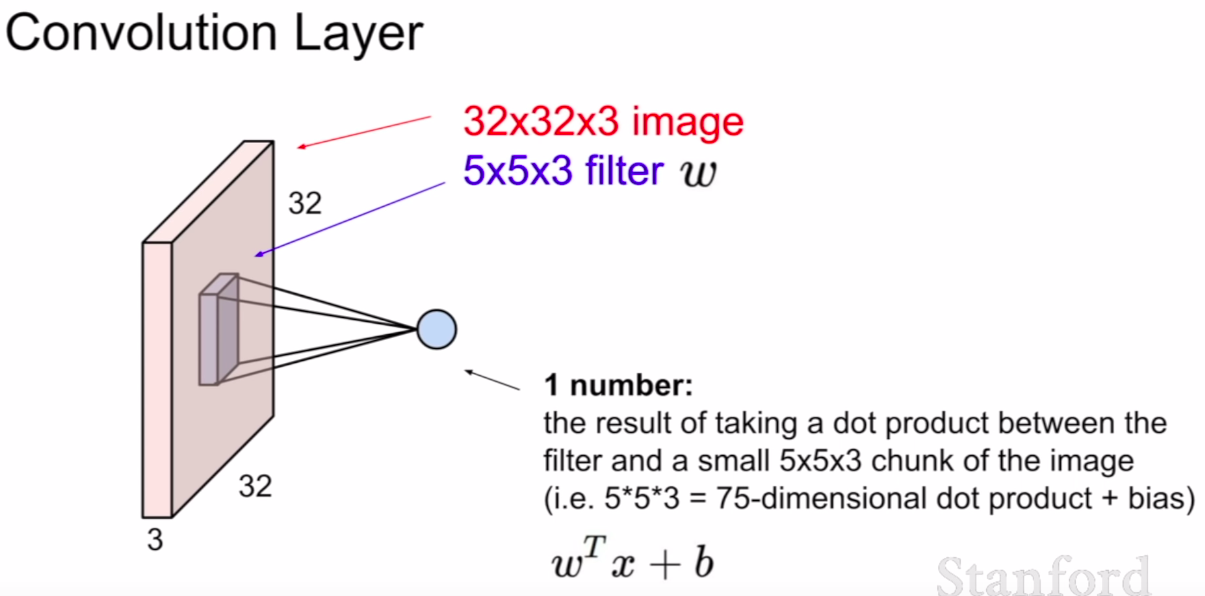 Convolution Layer
32x32x3 image
5x5x3 filter w
32
32
3
1 number:
the result of taking a dot product between the
filter and a small 5x5x3 chunk of the image
(i.e. 5*5*3 = 75-dimensional dot product + bias)
wᵀx + b
Stanford